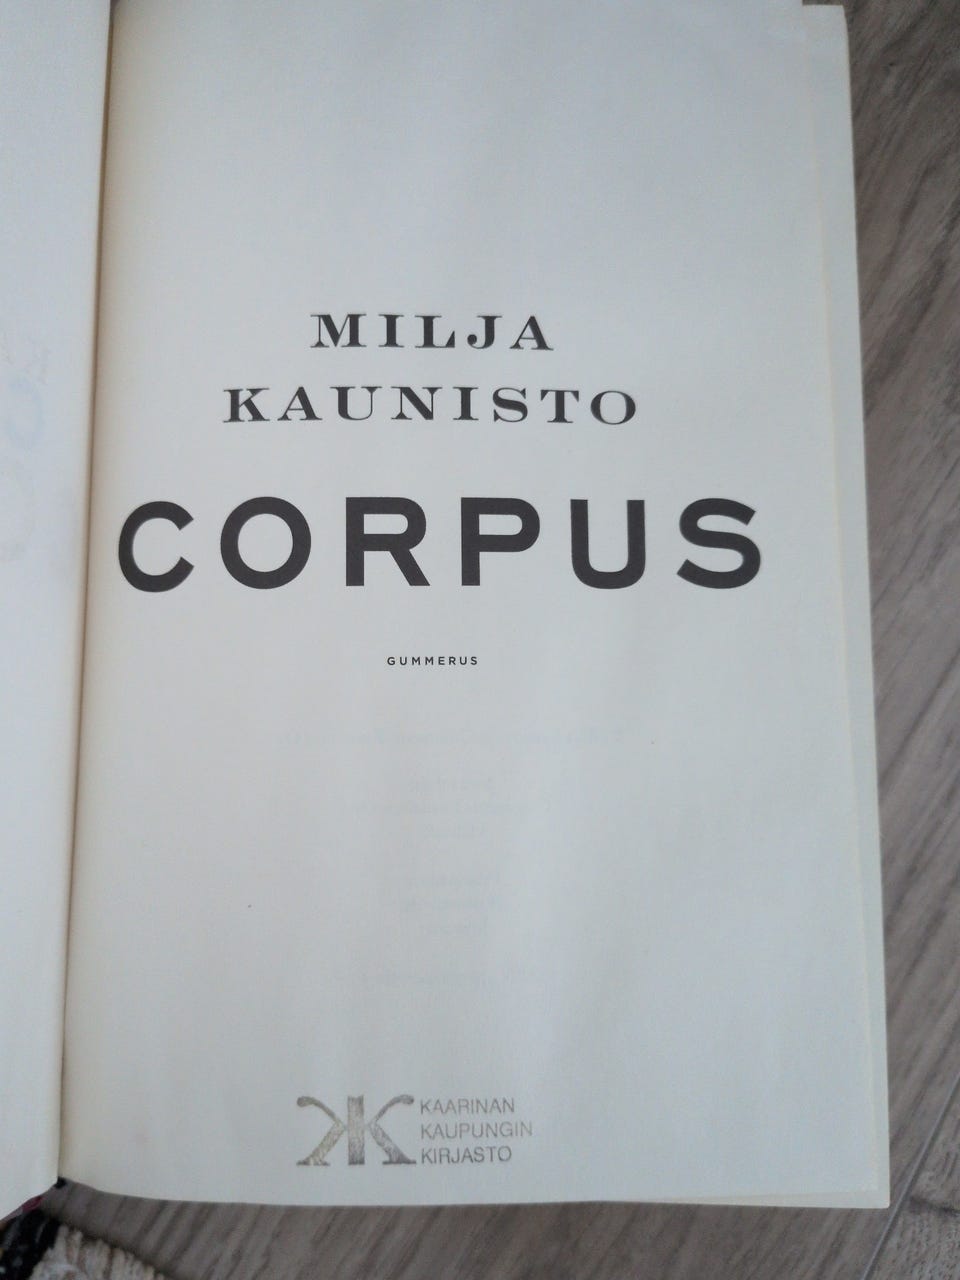 MILJA
KAUNISTO
CORPUS
GUMMERUS
KAARINAN
KAUPUNGIN
KIRJASTO